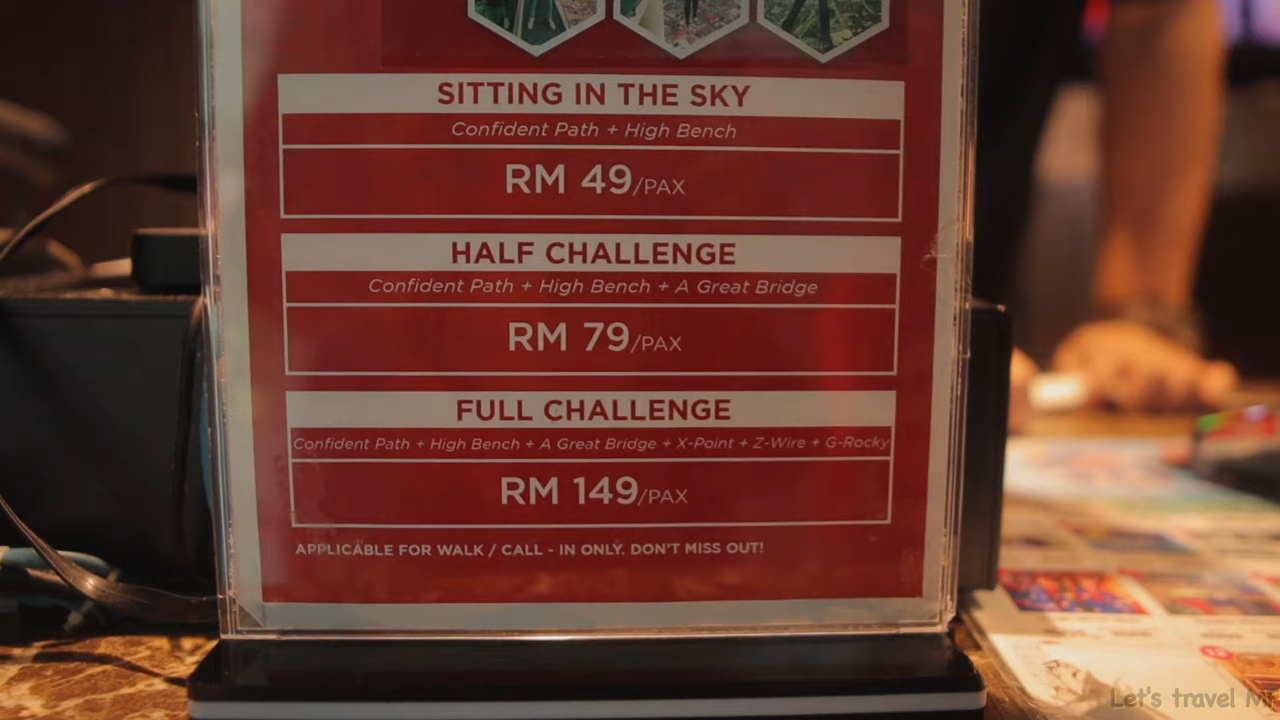 SITTING IN THE SKY
Confident Path + High Bench
RM 49/PAX
HALF CHALLENGE
Confident Path + High Bench + A Great Bridge
RM 79/PAX
FULL CHALLENGE
Confident Path + High Bench + A Great Bridge + X-Point + Z-Wire + G-Rocky
RM 149/PAX
APPLICABLE FOR WALK / CALL - IN ONLY. DON'T MISS OUT!
Let's travel